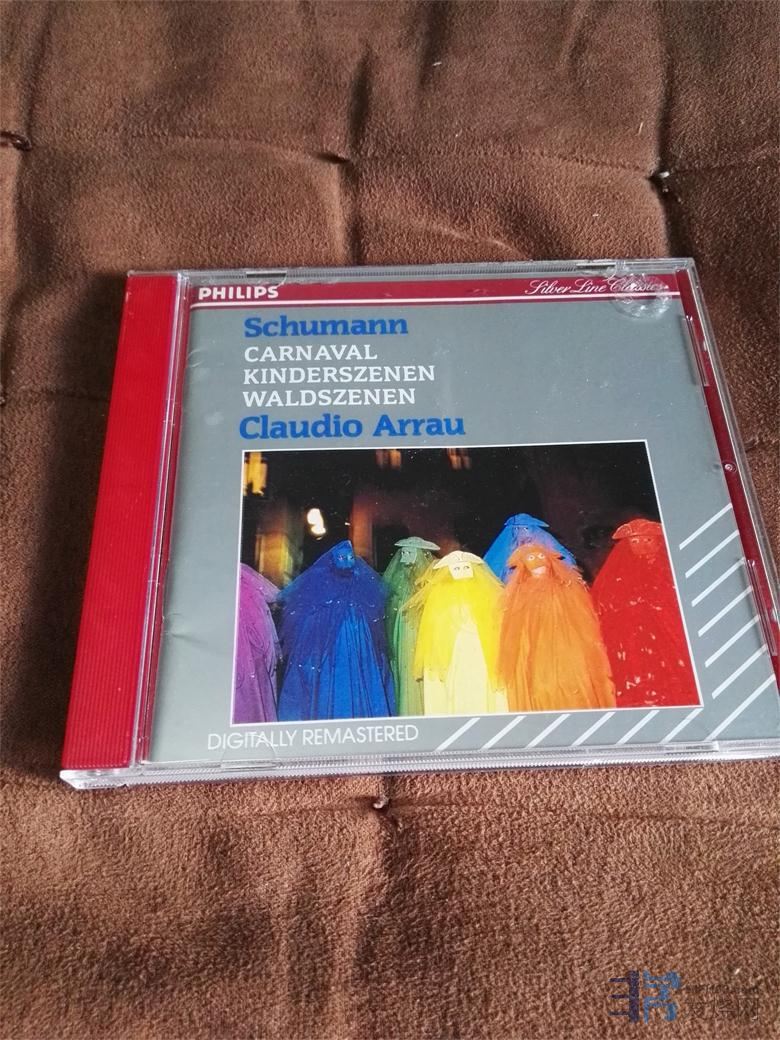 PHILIPS
Silver Line Classics
Schumann
CARNAVAL
KINDERSZENEN
WALDSZENEN
Claudio Arrau
DIGITALLY REMASTERED